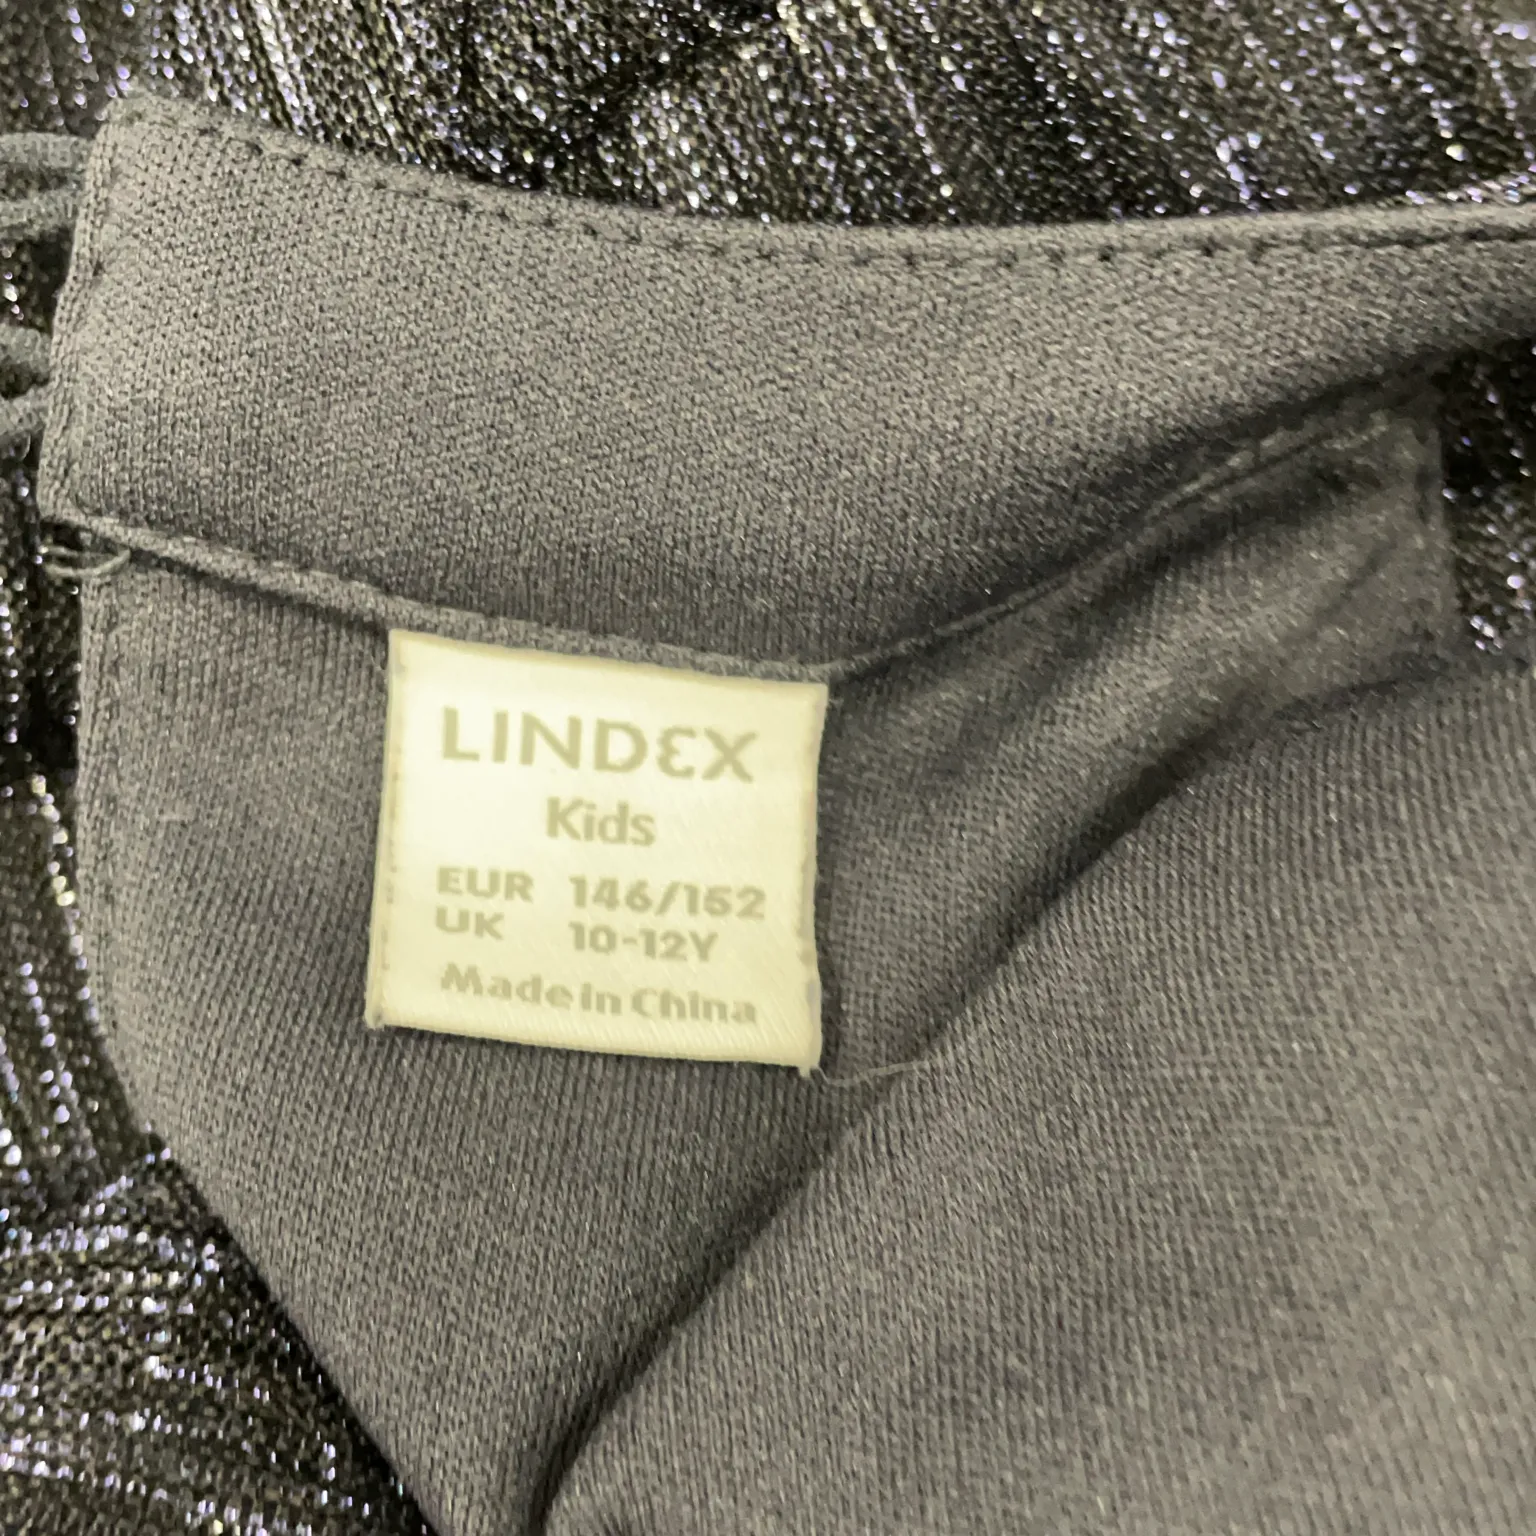 LINDEX
Kids
EUR 146/152
UK 10-12Y
Made in China